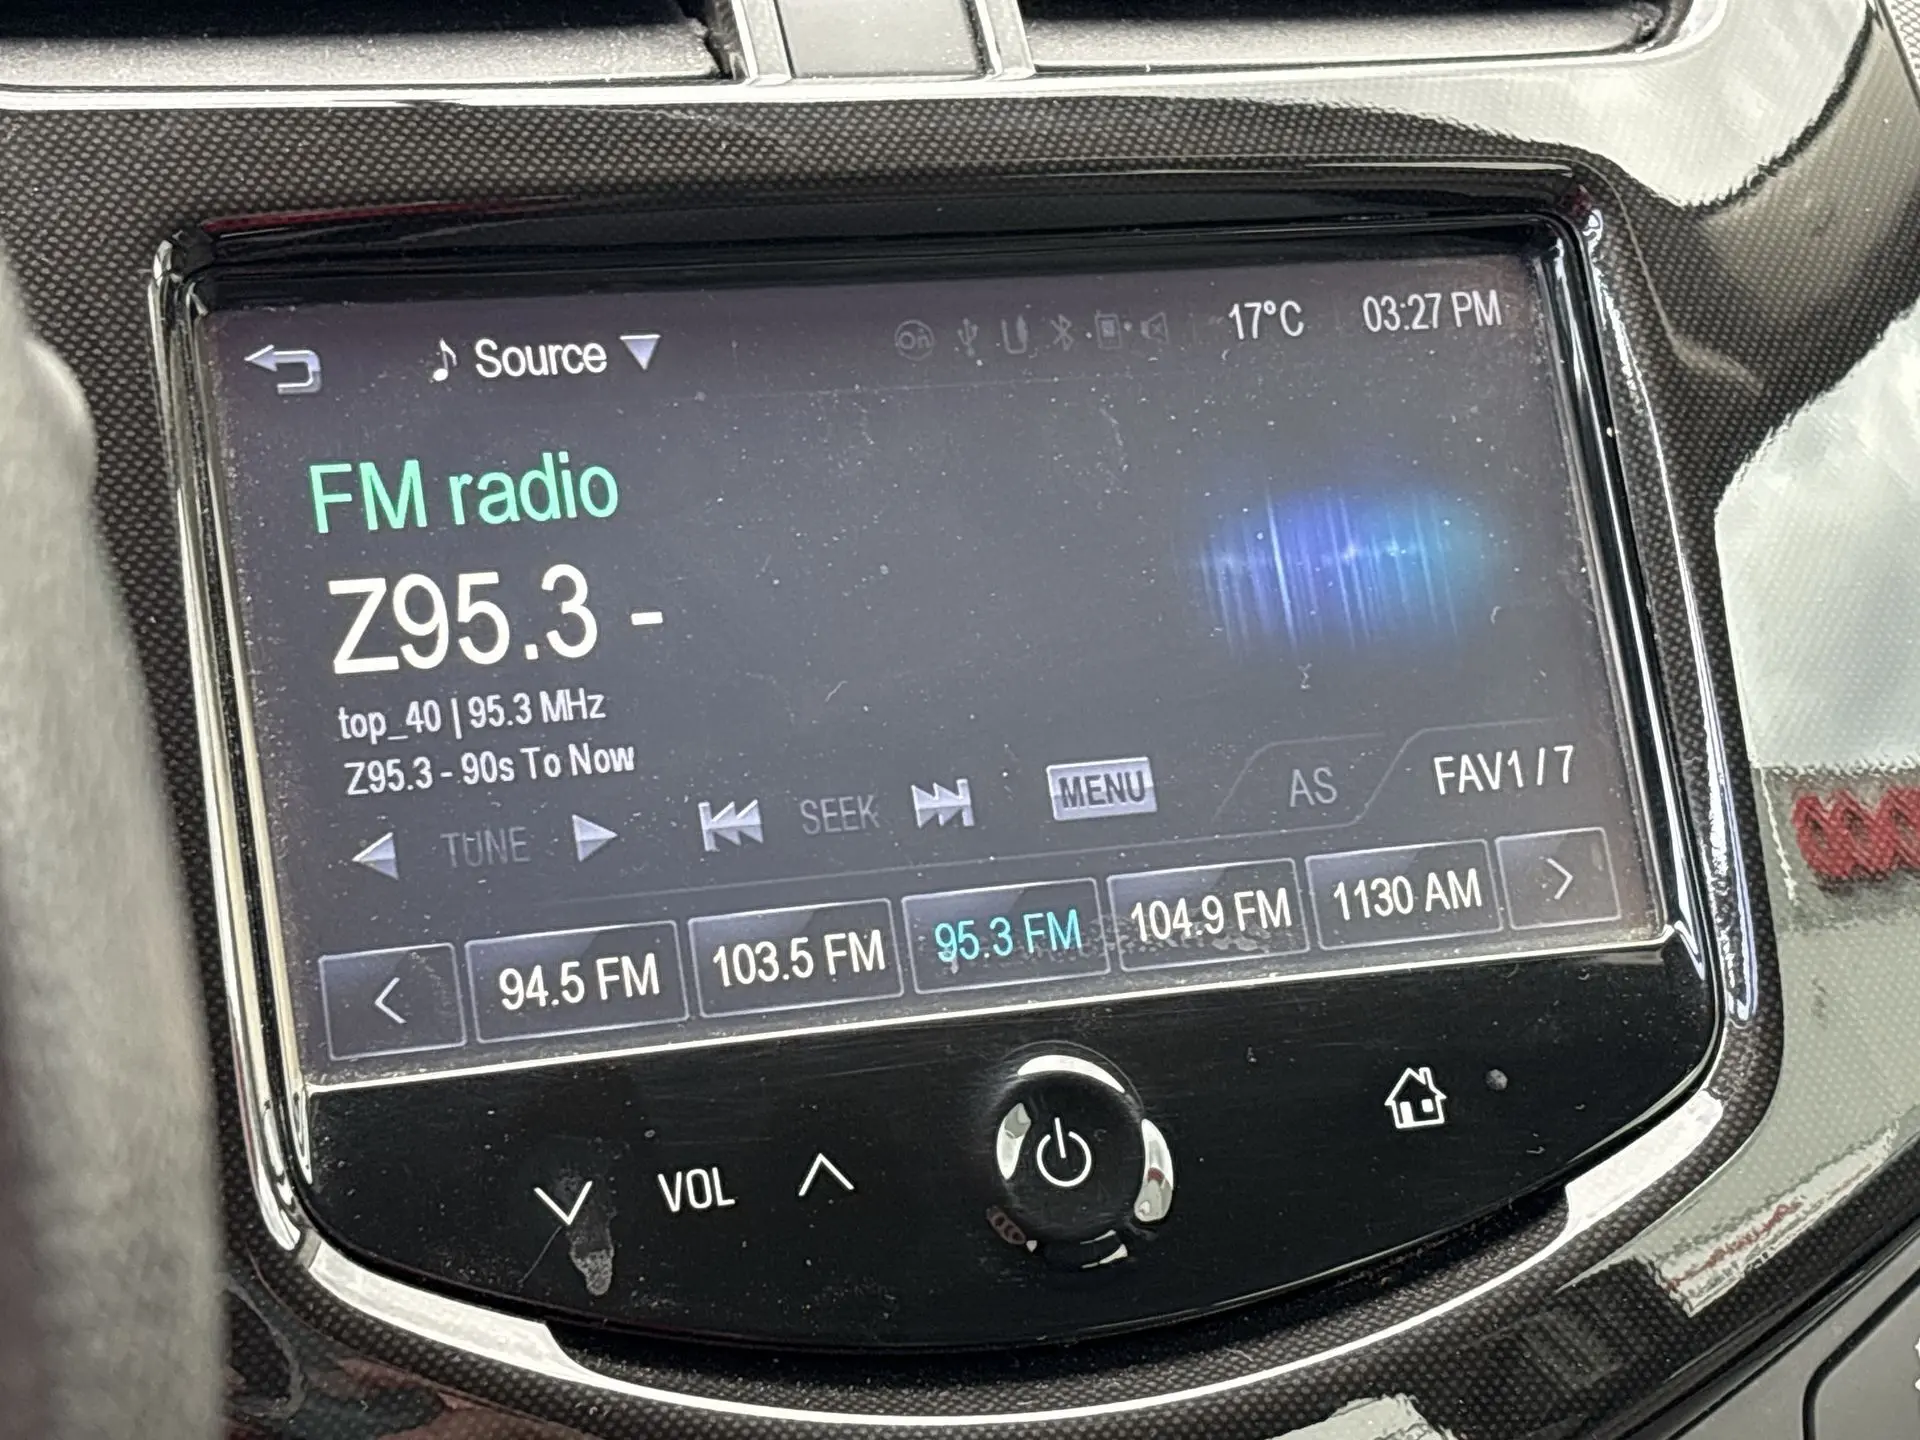 Source
On
17°C
03:27 PM
FM radio
Z95.3 -
top_40 | 95.3 MHz
Z95.3 - 90s To Now
TUNE
SEEK
MENU
AS
FAV1 / 7
94.5 FM
103.5 FM
95.3 FM
104.9 FM
1130 AM
VOL